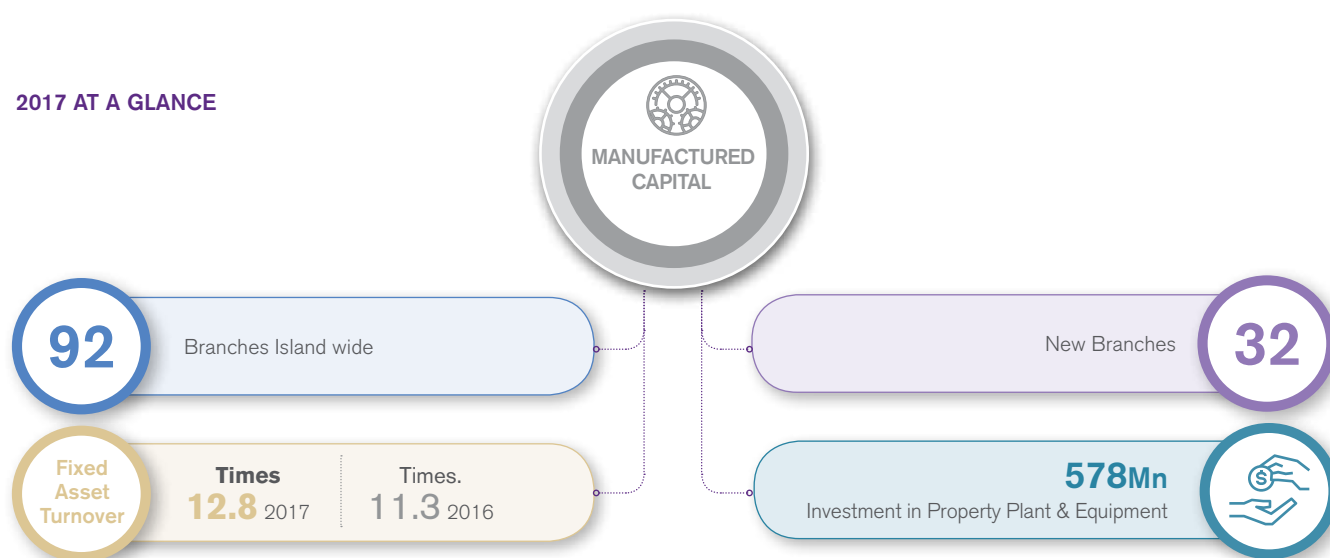 2017 AT A GLANCE
MANUFACTURED
CAPITAL
92
Branches Island wide
New Branches
32
Fixed
Asset
Turnover
Times
12.8 2017
Times.
11.3 2016
578Mn
Investment in Property Plant & Equipment
$